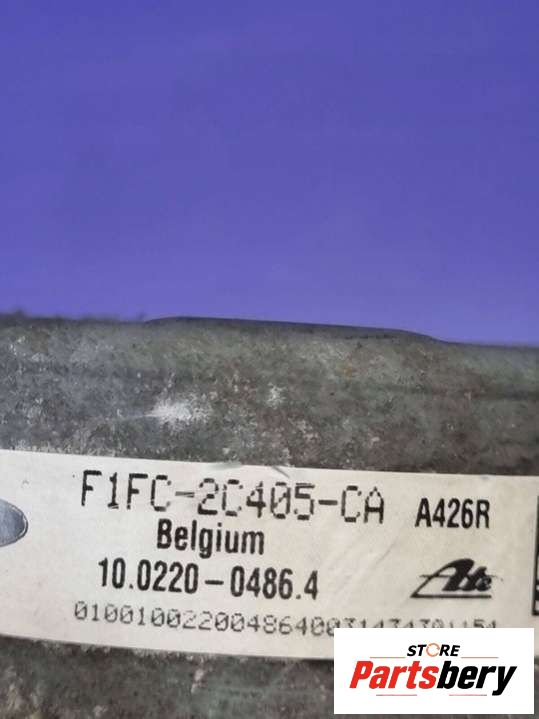 F1FC-2C405-CA A426R
Belgium
10.0220-0486.4 Ate
STORE
Partsbery